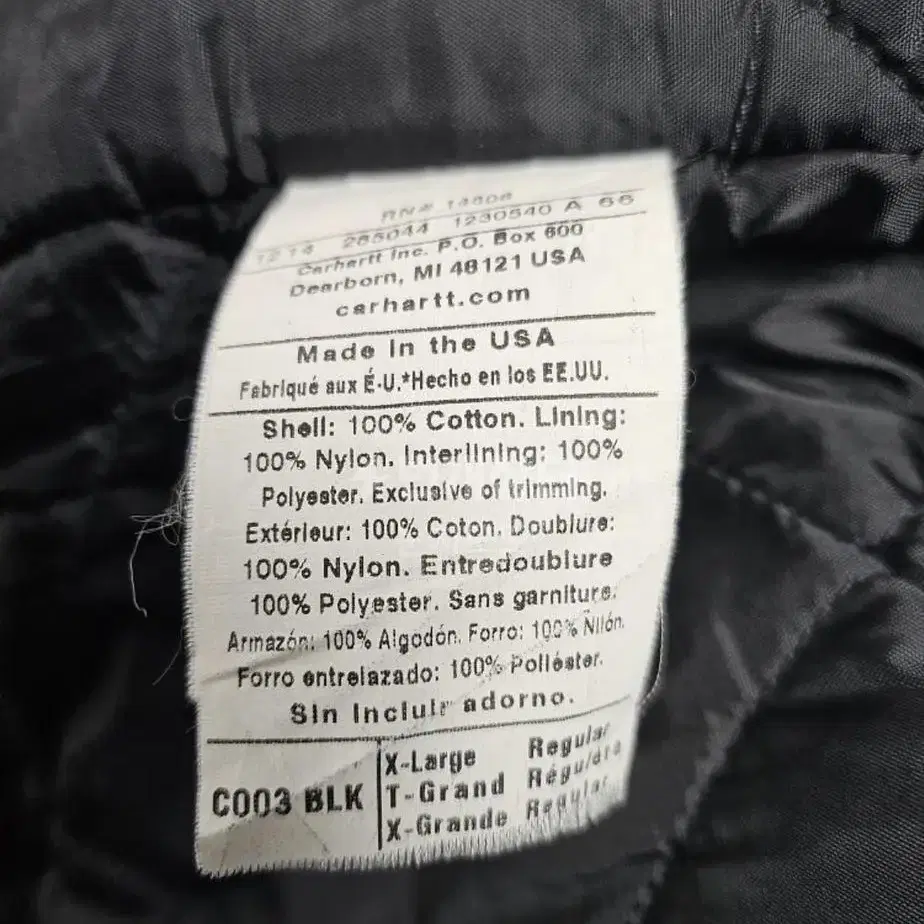 RN# 14806
12 14 285044 1230540 A 66
Carhartt Inc. P.O. Box 600
Dearborn, MI 48121 USA
carhartt.com
Made in the USA
Fabriqué aux É-U.*Hecho en los EE.UU.
Shell: 100% Cotton. Lining:
100% Nylon. Interlining: 100%
Polyester. Exclusive of trimming.
Extérieur: 100% Coton. Doublure:
100% Nylon. Entredoublure
100% Polyester. Sans garniture.
Armazón: 100% Algodón. Forro: 100% Nilón.
Forro entrelazado: 100% Poliéster.
Sin Incluir adorno.
C003 BLK
X-Large Regular
T-Grand Régulére
X-Grande Regular